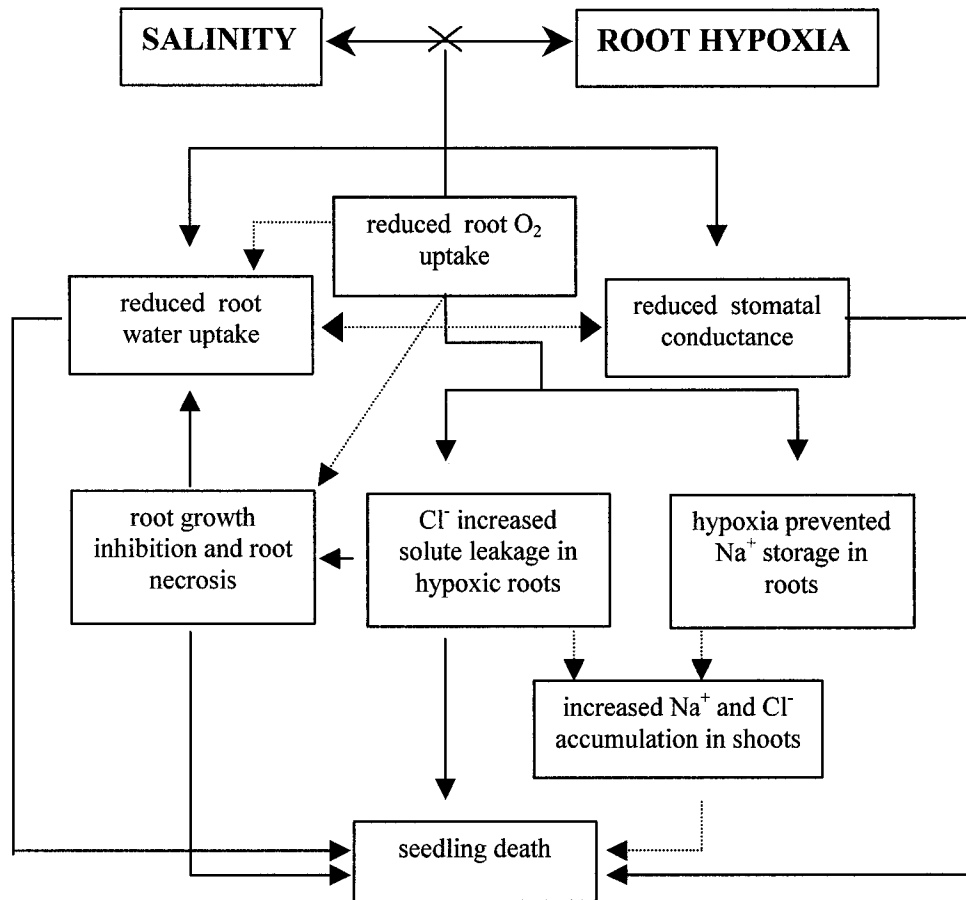 SALINITY
ROOT HYPOXIA
reduced root O₂
uptake
reduced root
water uptake
reduced stomatal
conductance
root growth
inhibition and root
necrosis
Cl⁻ increased
solute leakage in
hypoxic roots
hypoxia prevented
Na⁺ storage in
roots
increased Na⁺ and Cl⁻
accumulation in shoots
seedling death